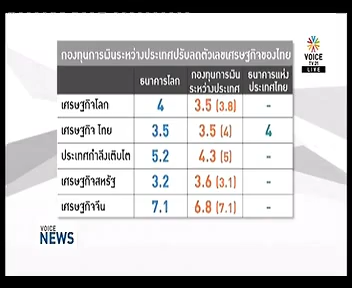 กองทุนการเงินระหว่างประเทศปรับลดตัวเลขเศรษฐกิจของไทย
VOICE
TV 21
LIVE
ธนาคารโลก กองทุนการเงินระหว่างประเทศ ธนาคารแห่งประเทศไทย
เศรษฐกิจโลก 4 3.5 (3.8) -
เศรษฐกิจ ไทย 3.5 3.5 (4) 4
ประเทศกำลังเติบโต 5.2 4.3 (5) -
เศรษฐกิจสหรัฐ 3.2 3.6 (3.1) -
เศรษฐกิจจีน 7.1 6.8 (7.1) -
VOICE
NEWS